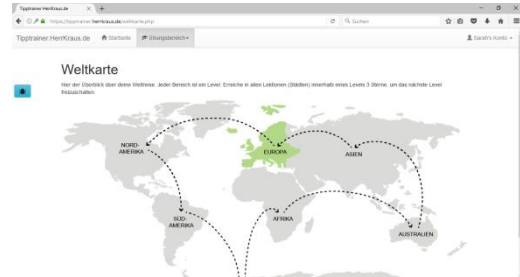 Tipptrainer HerrKraus.de
https://tipptrainer.herrkraus.de/weltkarte.php
Suchen
Tipptrainer.HerrKraus.de Startseite Übungsbereich Sarah's Konto
Weltkarte
Hier der Überblick über deine Weltreise. Jeder Bereich ist ein Level. Erreiche in allen Lektionen (Städten) innerhalb eines Levels 3 Sterne, um das nächste Level
freizuschalten.
NORD-
AMERIKA
EUROPA
ASIEN
SÜD-
AMERIKA
AFRIKA
AUSTRALIEN